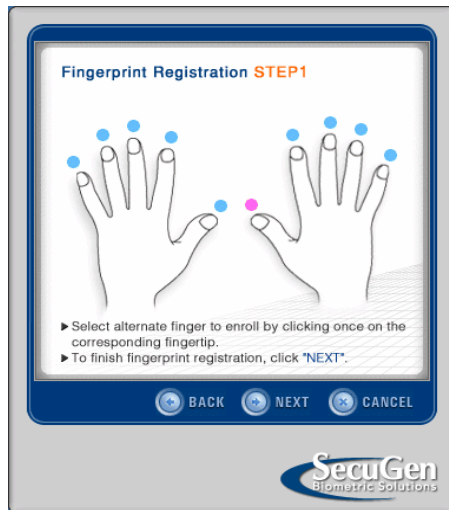 Fingerprint Registration STEP1
▶ Select alternate finger to enroll by clicking once on the
corresponding fingertip.
▶ To finish fingerprint registration, click "NEXT".
BACK NEXT CANCEL
SecuGen
Biometric Solutions